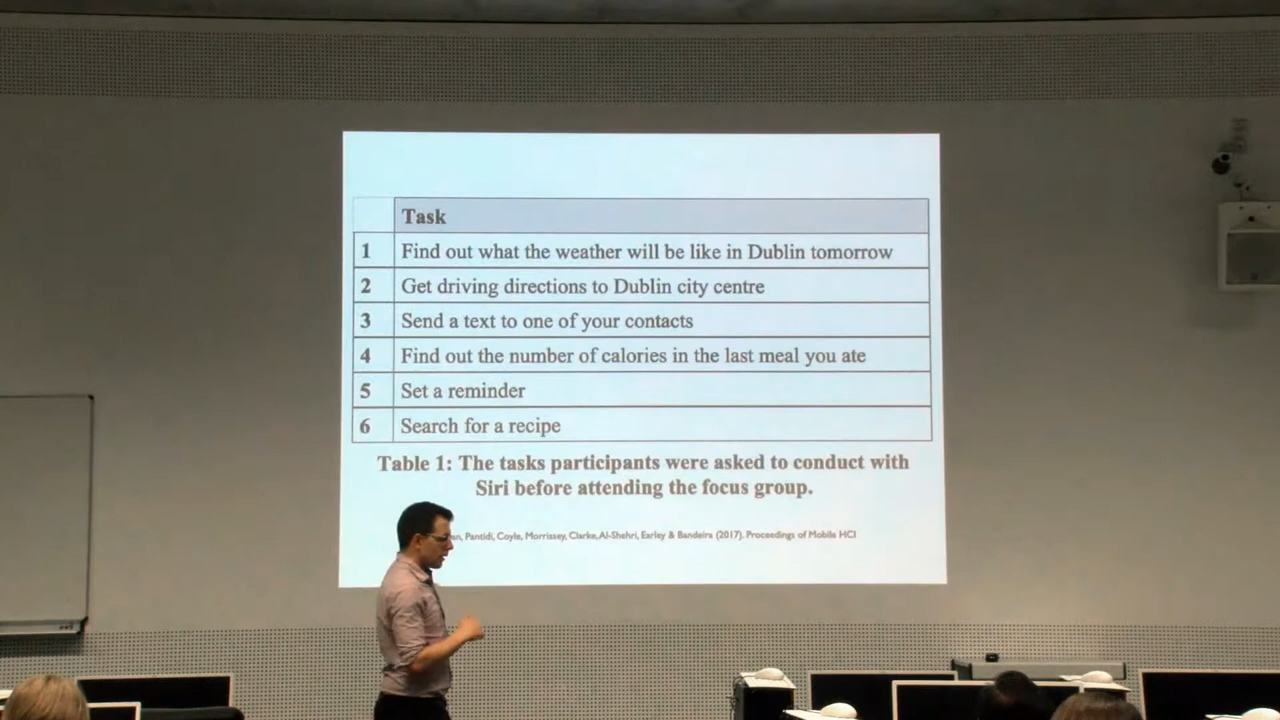 Task
1 Find out what the weather will be like in Dublin tomorrow
2 Get driving directions to Dublin city centre
3 Send a text to one of your contacts
4 Find out the number of calories in the last meal you ate
5 Set a reminder
6 Search for a recipe
Table 1: The tasks participants were asked to conduct with
Siri before attending the focus group.
Pantidi, Coyle, Morrissey, Clarke, Al-Shehri, Earley & Bandeira (2017). Proceedings of Mobile HCI